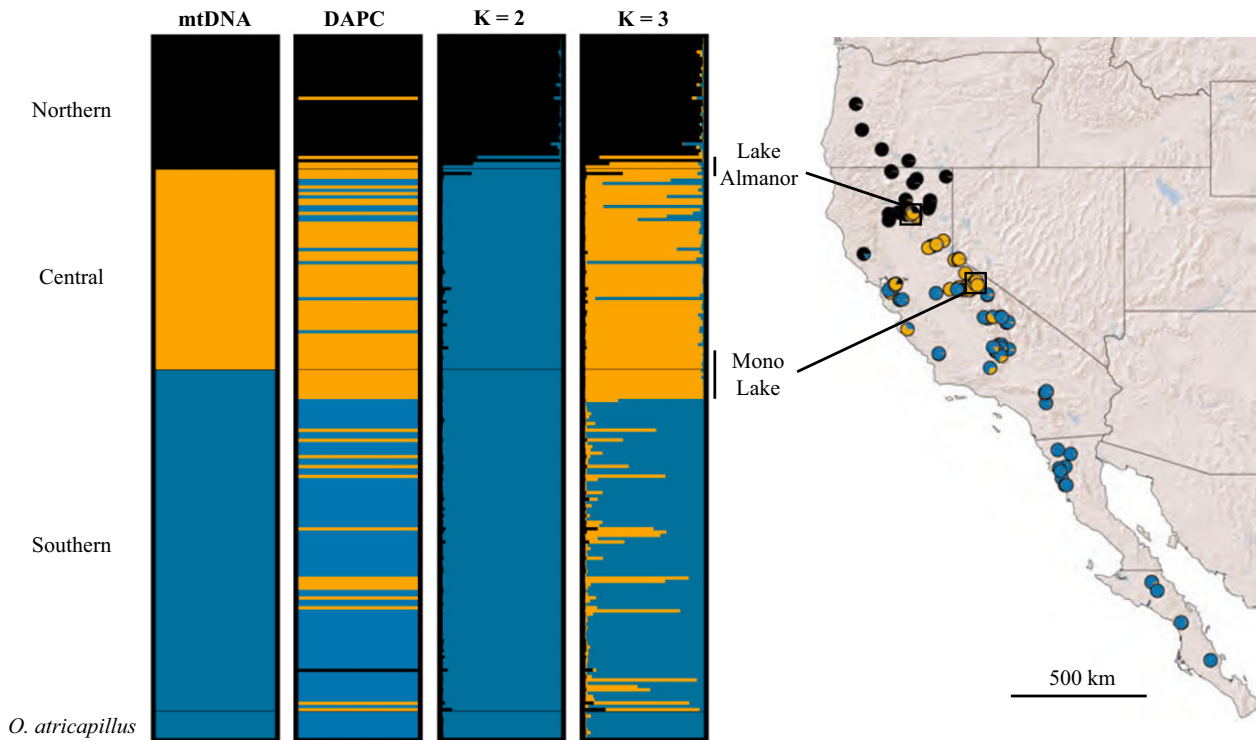 mtDNA DAPC K = 2 K = 3
Northern
Lake
Almanor
Central
Mono
Lake
Southern
500 km
O. atricapillus